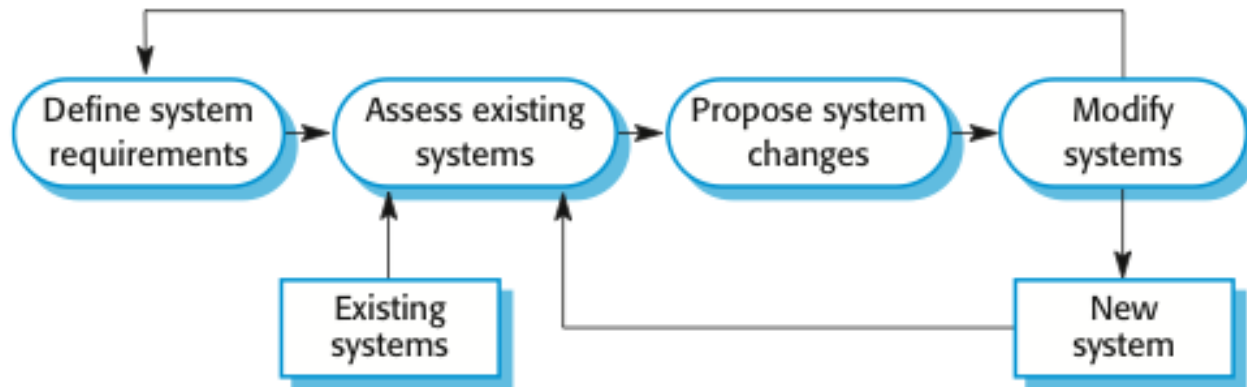 Define system
requirements
Assess existing
systems
Propose system
changes
Modify
systems
Existing
systems
New
system